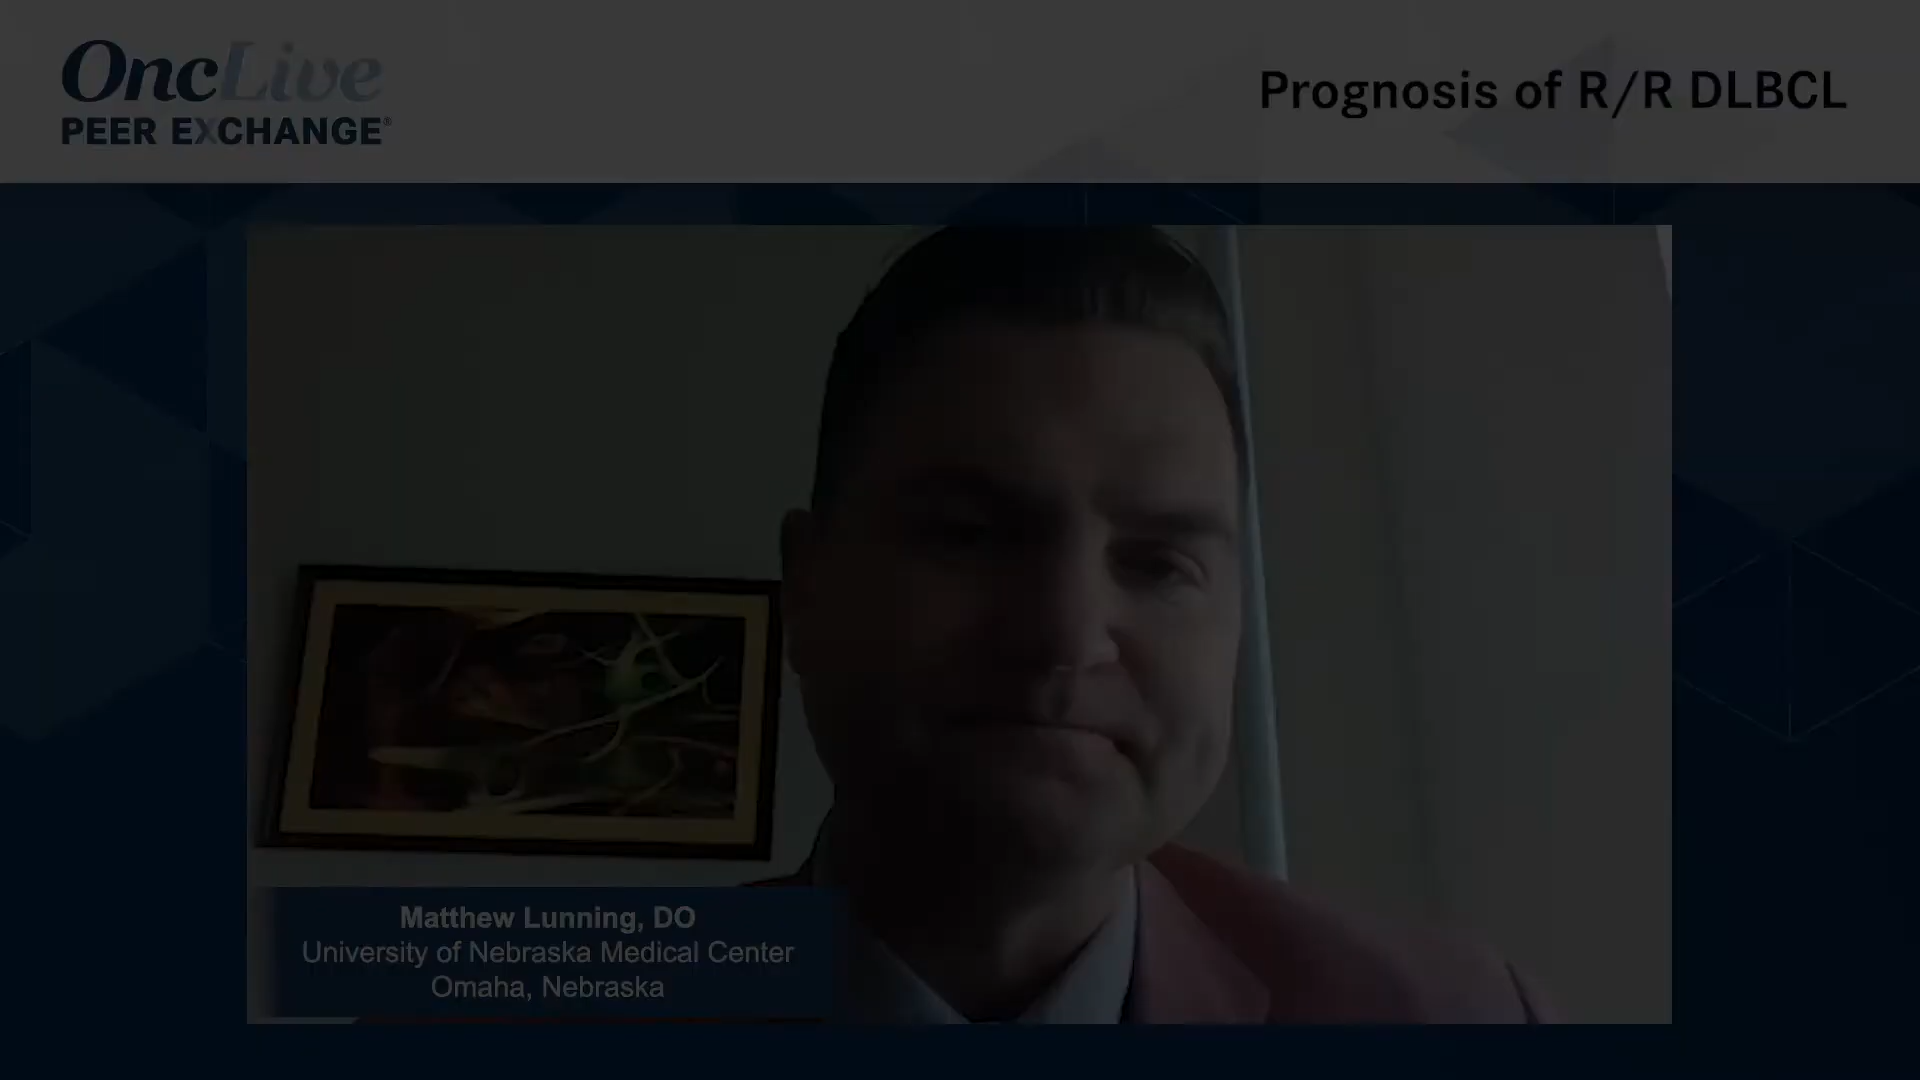 OncLive
PEER EXCHANGE®
Prognosis of R/R DLBCL
Matthew Lunning, DO
University of Nebraska Medical Center
Omaha, Nebraska